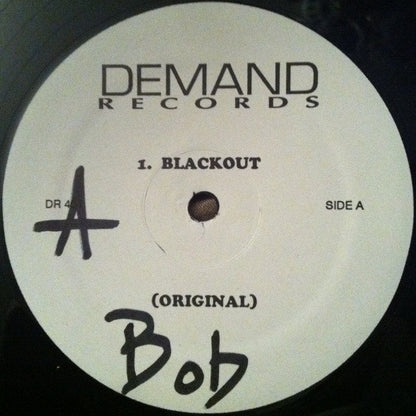 DEMAND
RECORDS
1. BLACKOUT
DR 4
SIDE A
A
(ORIGINAL)
Bob